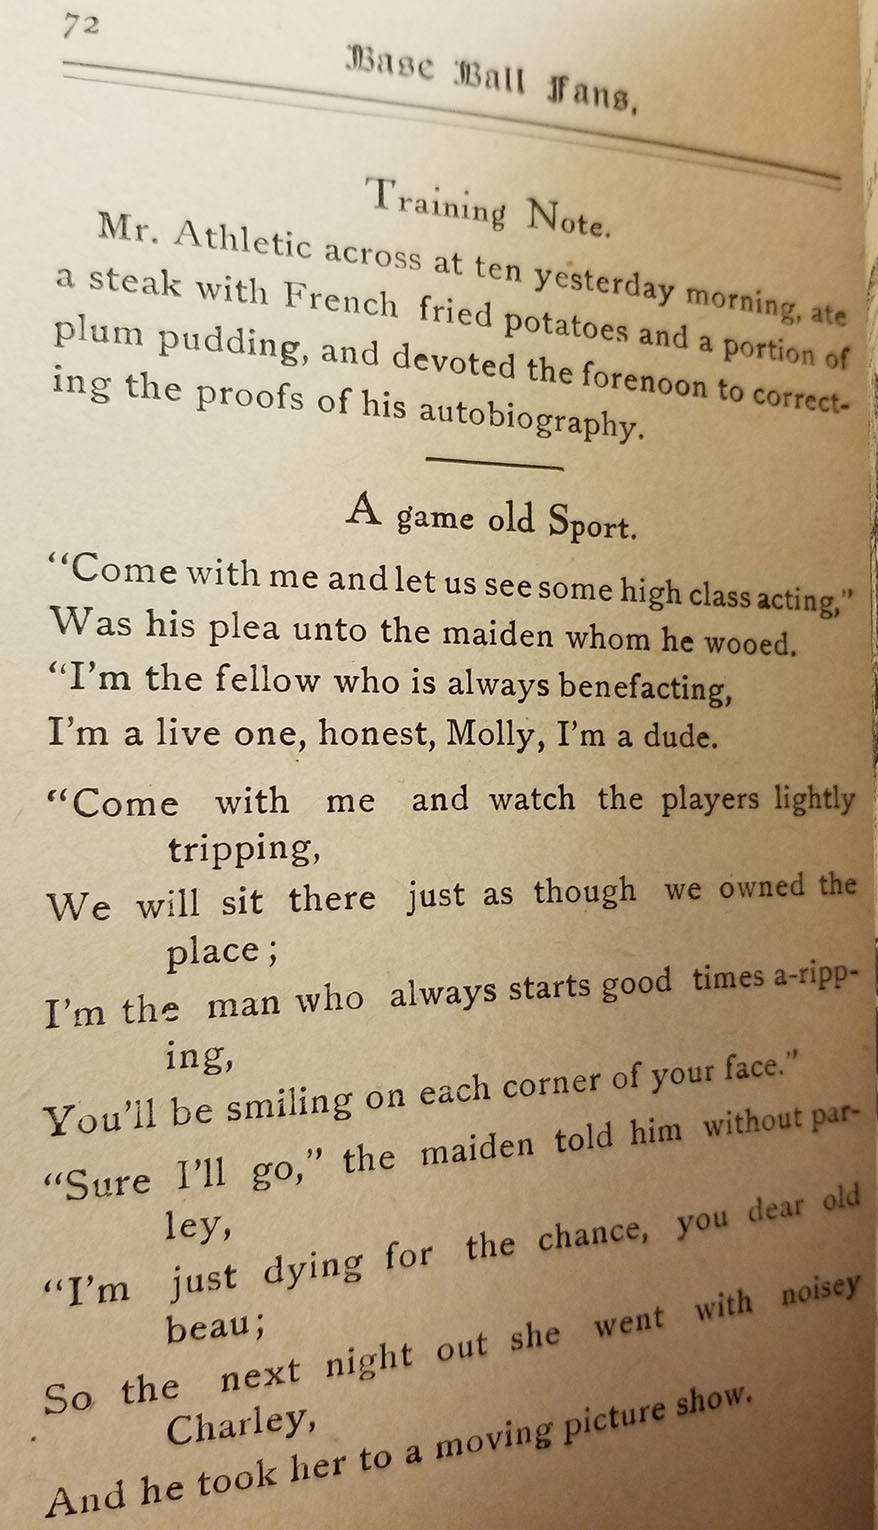 72
Base Ball Fans.
Training Note.
Mr. Athletic across at ten yesterday morning, ate
a steak with French fried potatoes and a portion of
plum pudding, and devoted the forenoon to correct-
ing the proofs of his autobiography.
A game old Sport.
“Come with me and let us see some high class acting,”
Was his plea unto the maiden whom he wooed.
“I’m the fellow who is always benefacting,
I’m a live one, honest, Molly, I’m a dude.
“Come with me and watch the players lightly
tripping,
We will sit there just as though we owned the
place;
I’m the man who always starts good times a-ripp-
ing,
You’ll be smiling on each corner of your face.”
“Sure I’ll go,” the maiden told him without par-
ley,
“I’m just dying for the chance, you dear old
beau;
So the next night out she went with noisey
Charley,
And he took her to a moving picture show.